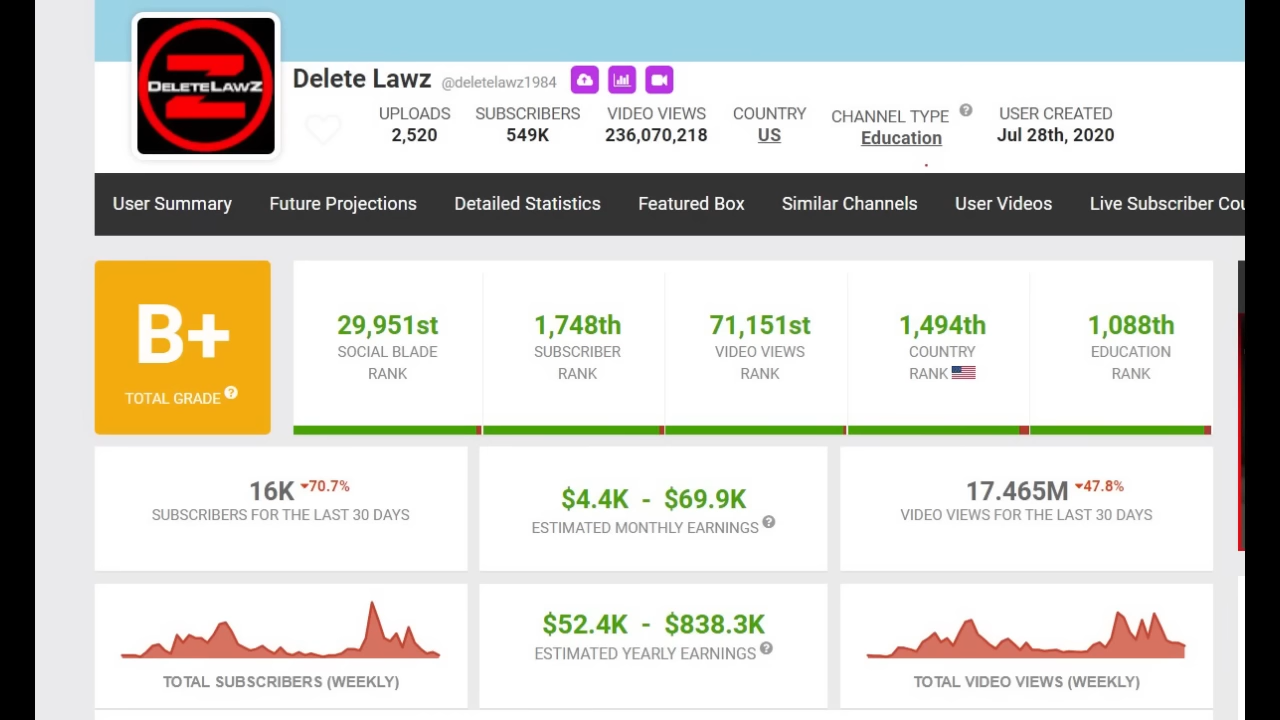 DELETELAWZ
Delete Lawz @deletelawz1984
UPLOADS SUBSCRIBERS VIDEO VIEWS COUNTRY CHANNEL TYPE ? USER CREATED
2,520 549K 236,070,218 US Education Jul 28th, 2020
User Summary Future Projections Detailed Statistics Featured Box Similar Channels User Videos Live Subscriber Cou
B+
TOTAL GRADE ?
29,951st
SOCIAL BLADE
RANK
1,748th
SUBSCRIBER
RANK
71,151st
VIDEO VIEWS
RANK
1,494th
COUNTRY
RANK
1,088th
EDUCATION
RANK
16K 70.7%
SUBSCRIBERS FOR THE LAST 30 DAYS
$4.4K - $69.9K
ESTIMATED MONTHLY EARNINGS ?
17.465M 47.8%
VIDEO VIEWS FOR THE LAST 30 DAYS
TOTAL SUBSCRIBERS (WEEKLY)
$52.4K - $838.3K
ESTIMATED YEARLY EARNINGS ?
TOTAL VIDEO VIEWS (WEEKLY)